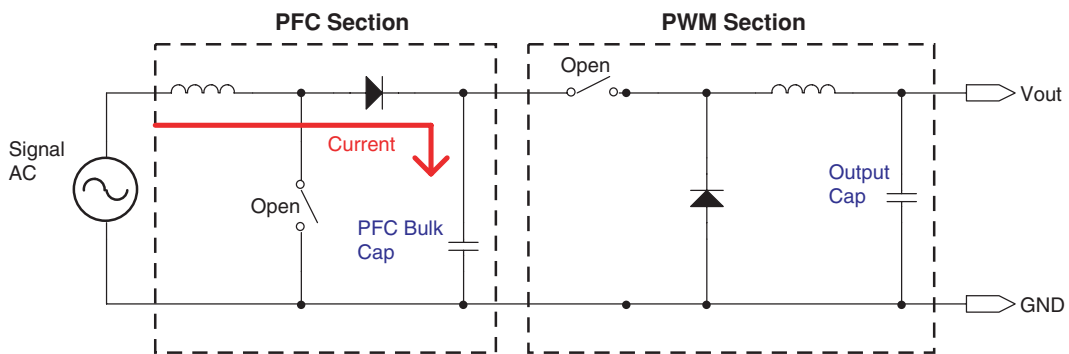 PFC Section
PWM Section
Open
Vout
Signal
AC
Current
Open
PFC Bulk
Cap
Output
Cap
GND